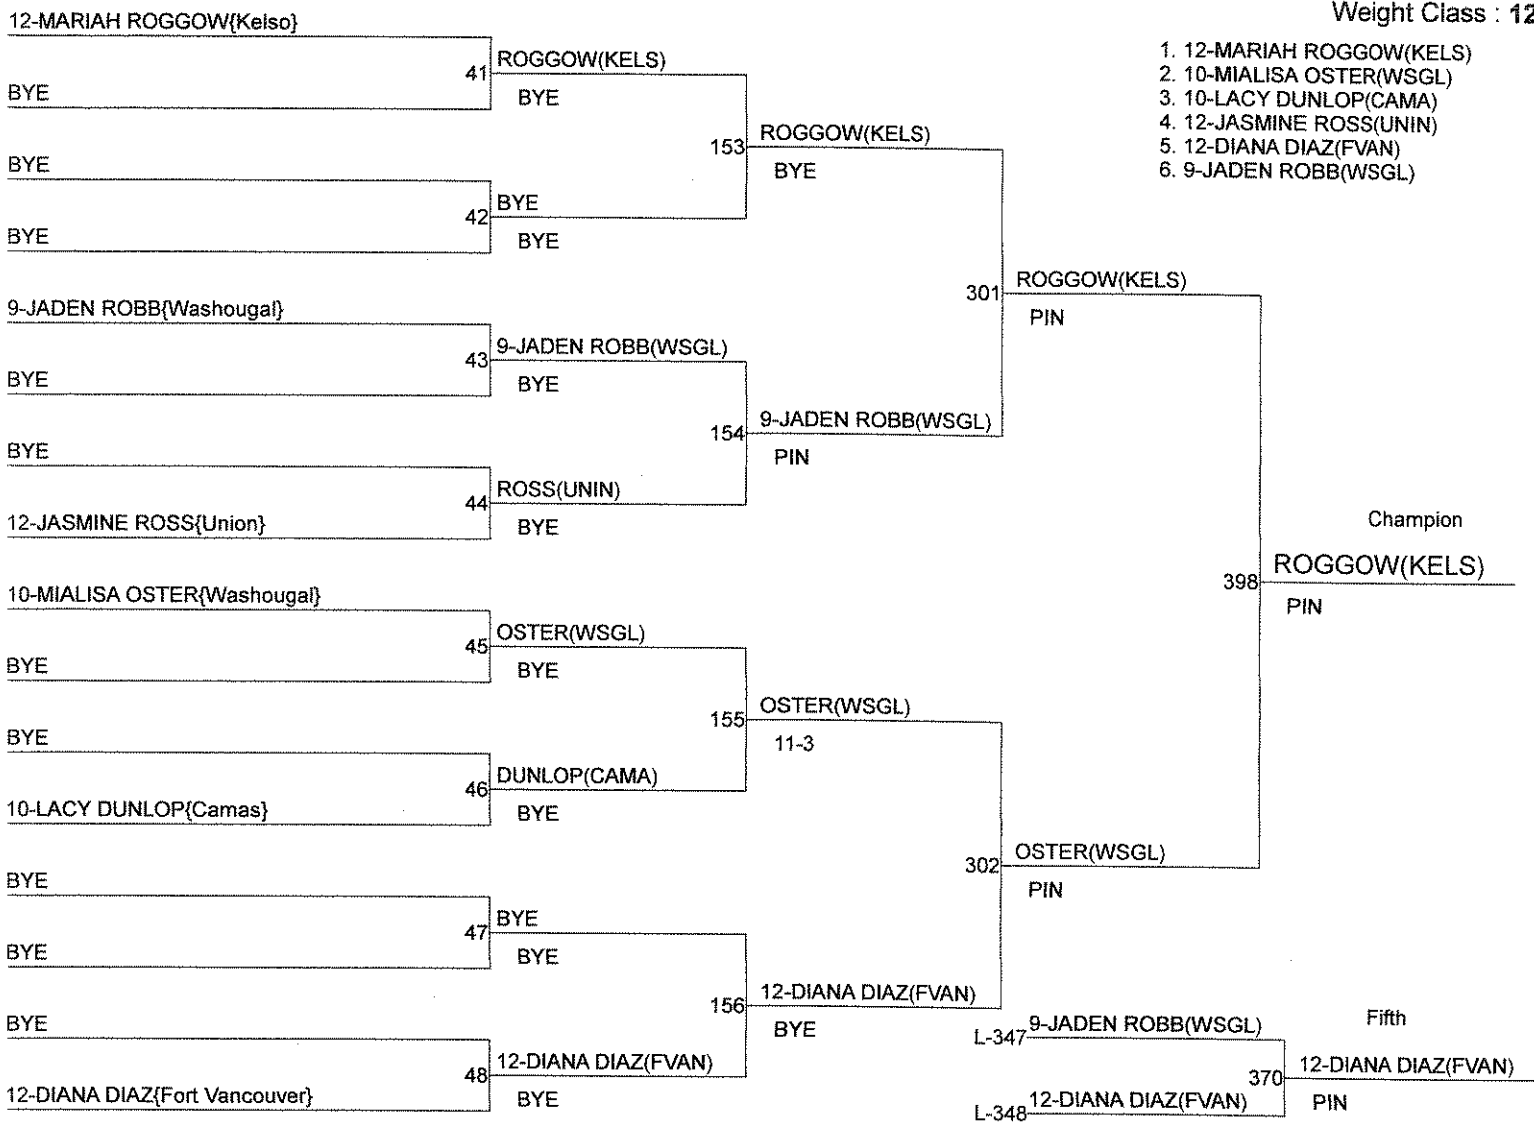 12-MARIAH ROGGOW{Kelso}
BYE
BYE
BYE
9-JADEN ROBB{Washougal}
BYE
BYE
12-JASMINE ROSS{Union}
10-MIALISA OSTER{Washougal}
BYE
BYE
10-LACY DUNLOP{Camas}
BYE
BYE
BYE
12-DIANA DIAZ{Fort Vancouver}
41 ROGGOW(KELS)
BYE
42 BYE
BYE
43 9-JADEN ROBB(WSGL)
BYE
44 ROSS(UNIN)
BYE
45 OSTER(WSGL)
BYE
46 DUNLOP(CAMA)
BYE
47 BYE
BYE
48 12-DIANA DIAZ(FVAN)
BYE
153 ROGGOW(KELS)
BYE
154 9-JADEN ROBB(WSGL)
PIN
155 OSTER(WSGL)
11-3
156 12-DIANA DIAZ(FVAN)
BYE
301 ROGGOW(KELS)
PIN
302 OSTER(WSGL)
PIN
Champion
398 ROGGOW(KELS)
PIN
Weight Class : 12
1. 12-MARIAH ROGGOW(KELS)
2. 10-MIALISA OSTER(WSGL)
3. 10-LACY DUNLOP(CAMA)
4. 12-JASMINE ROSS(UNIN)
5. 12-DIANA DIAZ(FVAN)
6. 9-JADEN ROBB(WSGL)
Fifth
L-347 9-JADEN ROBB(WSGL)
L-348 12-DIANA DIAZ(FVAN)
370 12-DIANA DIAZ(FVAN)
PIN